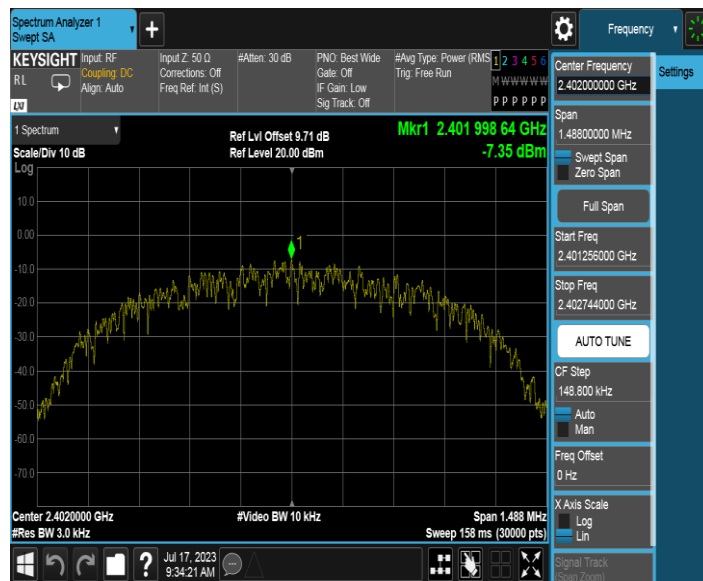 Spectrum Analyzer 1
Swept SA
Frequency
KEYSIGHT
RL
LXI
Input: RF
Coupling: DC
Align: Auto
Input Z: 50 Ω
Corrections: Off
Freq Ref: Int (S)
#Atten: 30 dB
PNO: Best Wide
Gate: Off
IF Gain: Low
Sig Track: Off
#Avg Type: Power (RMS
Trig: Free Run
1 2 3 4 5 6
M W W W W W
P P P P P P
1 Spectrum
Scale/Div 10 dB
Ref Lvl Offset 9.71 dB
Ref Level 20.00 dBm
Mkr1 2.401 998 64 GHz
-7.35 dBm
Log
10.0
0.00
-10.0
-20.0
-30.0
-40.0
-50.0
-60.0
-70.0
1
Center 2.4020000 GHz
#Res BW 3.0 kHz
#Video BW 10 kHz
Span 1.488 MHz
Sweep 158 ms (30000 pts)
Jul 17, 2023
9:34:21 AM
Settings
Center Frequency
2.402000000 GHz
Span
1.48800000 MHz
Swept Span
Zero Span
Full Span
Start Freq
2.401256000 GHz
Stop Freq
2.402744000 GHz
AUTO TUNE
CF Step
148.800 kHz
Auto
Man
Freq Offset
0 Hz
X Axis Scale
Log
Lin
Signal Track
(Span Zoom)